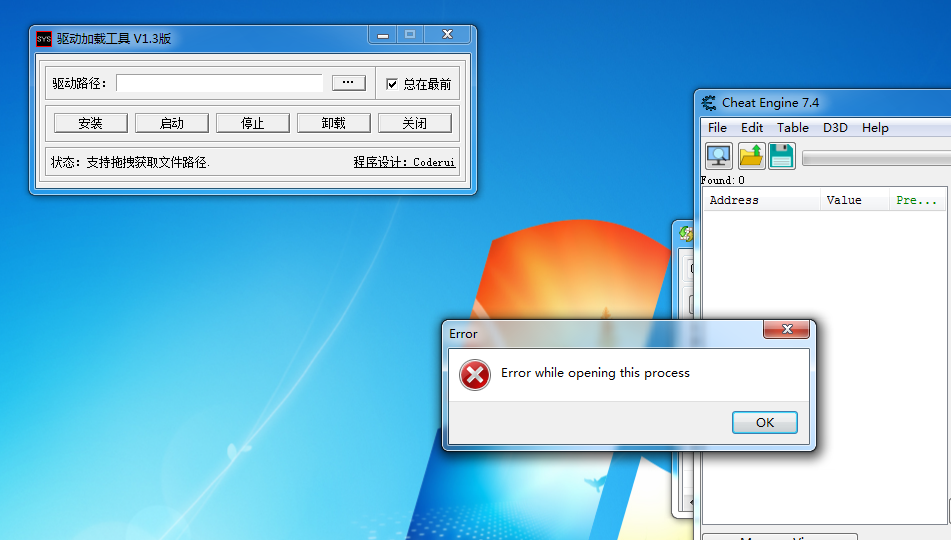 SYS 驱动加载工具 V1.3版
驱动路径：
...
总在最前
安装 启动 停止 卸载 关闭
状态：支持拖拽获取文件路径.
程序设计：Coderui
Cheat Engine 7.4
File Edit Table D3D Help
Found: 0
Address Value Pre...
Error
Error while opening this process
OK